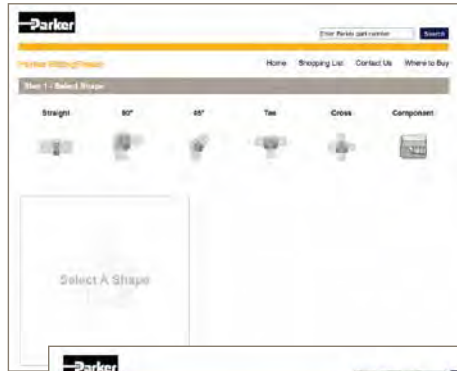 Parker
Enter Parker part number
Search
Home Shopping List Contact Us Where to Buy
Step 1 - Select Shape
Straight 90° 45° Tee Cross Component
Select A Shape
Parker